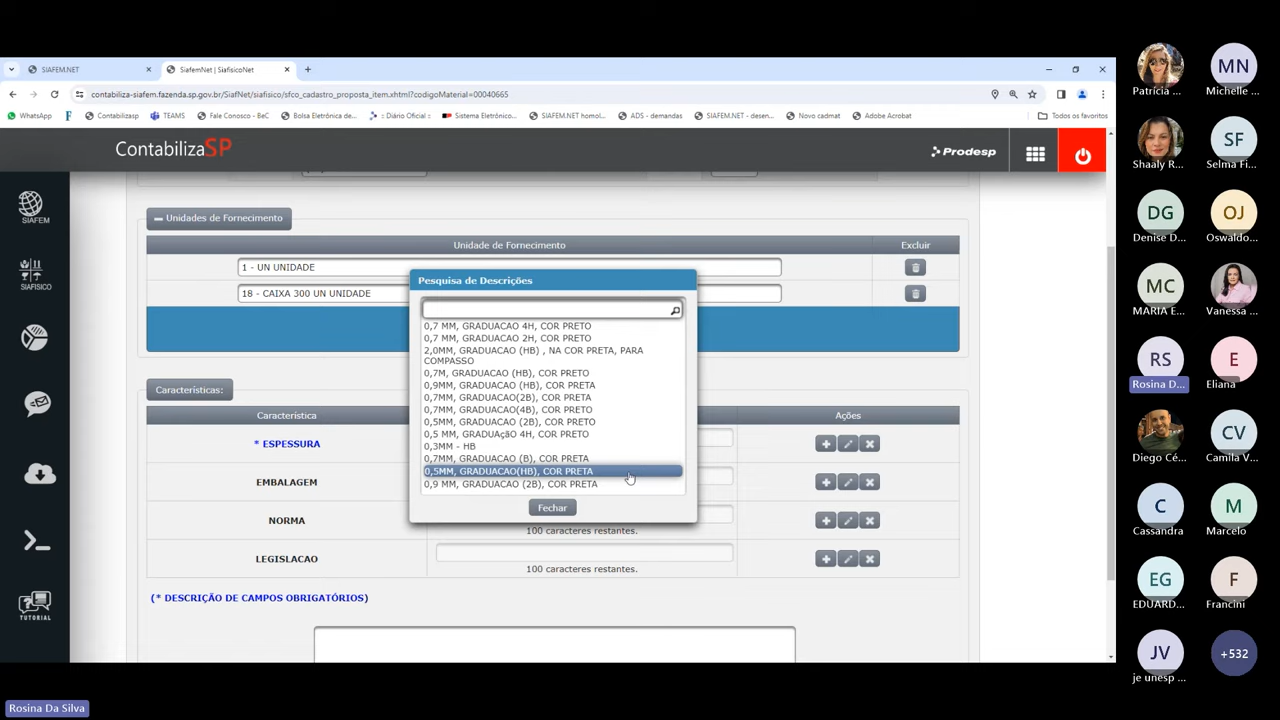 SIAFEM.NET
SiafemNet | SiafisicoNet
contabiliza-siafem.fazenda.sp.gov.br/SiafNet/siafisico/sfco_cadastro_proposta_item.xhtml?codigoMaterial=00040665
WhatsApp
Contabilizasp
TEAMS
Fale Conosco - BeC
Bolsa Eletrônica de...
:: Diário Oficial ::
Sistema Eletrônic...
SIAFEM.NET homol...
ADS - demandas
SIAFEM.NET - desen...
Novo cadmat
Adobe Acrobat
Todos os favoritos
ContabilizaSP
Prodesp
SIAFEM
SIAFISICO
TUTORIAL
Unidades de Fornecimento
Unidade de Fornecimento
Excluir
1 - UN UNIDADE
18 - CAIXA 300 UN UNIDADE
Pesquisa de Descrições
0,7 MM, GRADUACAO 4H, COR PRETO
0,7 MM, GRADUACAO 2H, COR PRETO
2,0MM, GRADUACAO (HB) , NA COR PRETA, PARA
COMPASSO
0,7M, GRADUACAO (HB), COR PRETO
0,9MM, GRADUACAO (HB), COR PRETA
0,7MM, GRADUACAO(2B), COR PRETA
0,7MM, GRADUACAO(4B), COR PRETO
0,5MM, GRADUACAO (2B), COR PRETA
0,5 MM, GRADUAçãO 4H, COR PRETO
0,3MM - HB
0,7MM, GRADUACAO (B), COR PRETA
0,5MM, GRADUACAO(HB), COR PRETA
0,9 MM, GRADUACAO (2B), COR PRETA
Fechar
Características:
Característica
Ações
* ESPESSURA
EMBALAGEM
NORMA
100 caracteres restantes.
LEGISLACAO
100 caracteres restantes.
(* DESCRIÇÃO DE CAMPOS OBRIGATÓRIOS)
Patricia ...
MN
Michelle ...
Shaaly R...
SF
Selma Fi...
DG
Denise D...
OJ
Oswaldo...
MC
MARIA E...
Vanessa ...
RS
Rosina D...
E
Eliana
Diego Cé...
CV
Camila V...
C
Cassandra
M
Marcelo
EG
EDUARD...
F
Francini
JV
je unesp ...
+532
Rosina Da Silva